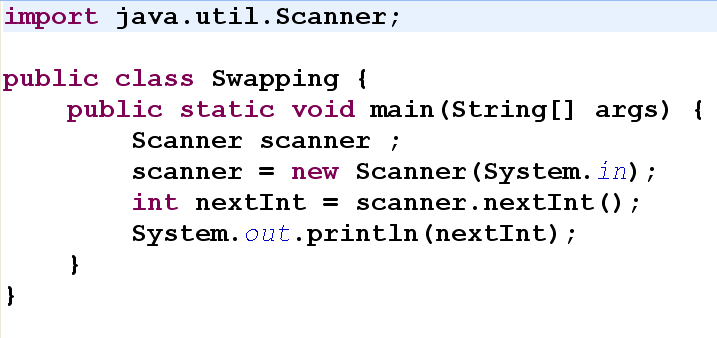 import java.util.Scanner;
public class Swapping {
public static void main(String[] args) {
Scanner scanner ;
scanner = new Scanner(System.in);
int nextInt = scanner.nextInt();
System.out.println(nextInt);
}
}